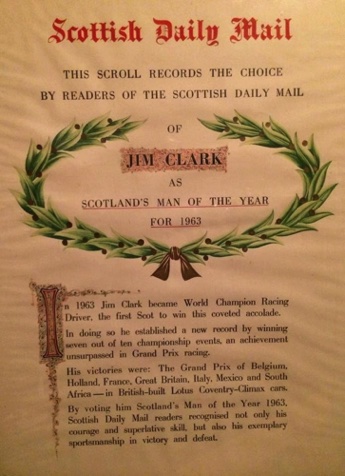 Scottish Daily Mail
THIS SCROLL RECORDS THE CHOICE
BY READERS OF THE SCOTTISH DAILY MAIL
OF
JIM CLARK
AS
SCOTLAND'S MAN OF THE YEAR
FOR 1963
In 1963 Jim Clark became World Champion Racing
Driver, the first Scot to win this coveted accolade.
In doing so he established a new record by winning
seven out of ten championship events, an achievement
unsurpassed in Grand Prix racing.
His victories were: The Grand Prix of Belgium,
Holland, France, Great Britain, Italy, Mexico and South
Africa — in British-built Lotus Coventry-Climax cars.
By voting him Scotland's Man of the Year 1963,
Scottish Daily Mail readers recognised not only his
courage and superlative skill, but also his exemplary
sportsmanship in victory and defeat.